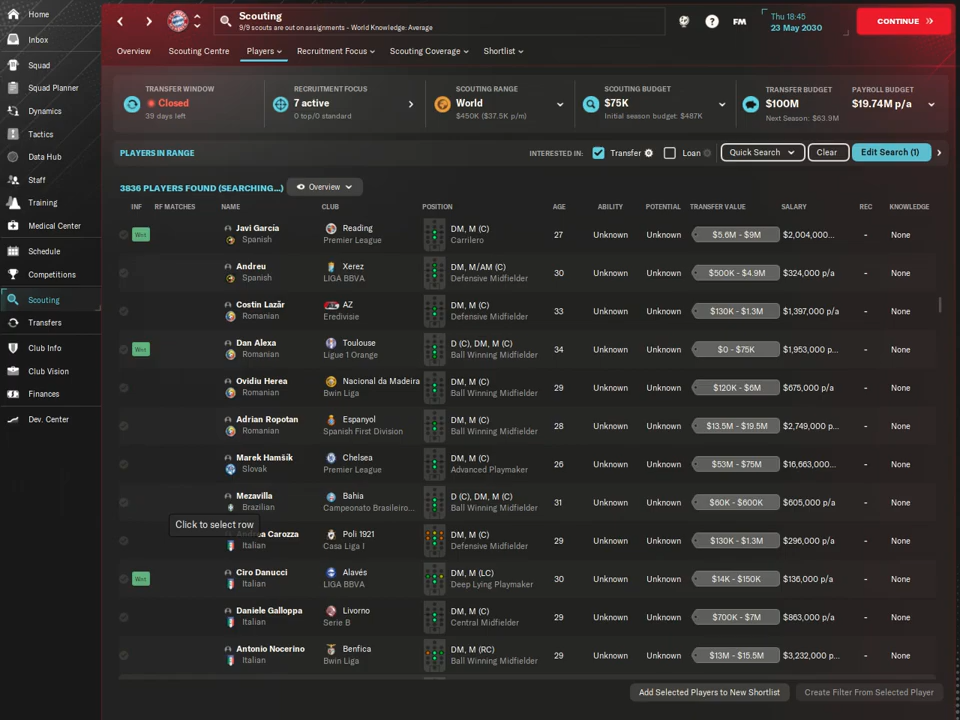 Home
Scouting
9/9 scouts are out on assignments - World Knowledge: Average
?
FM
Thu 18:45
23 May 2030
CONTINUE
Inbox
Squad
Squad Planner
Dynamics
Tactics
Data Hub
Staff
Training
Medical Center
Schedule
Competitions
Scouting
Transfers
Club Info
Club Vision
Finances
Dev. Center
Overview
Scouting Centre
Players
Recruitment Focus
Scouting Coverage
Shortlist
TRANSFER WINDOW
Closed
39 days left
RECRUITMENT FOCUS
7 active
0 top/0 standard
SCOUTING RANGE
World
$450K ($37.5K p/m)
SCOUTING BUDGET
$75K
Initial season budget: $487K
TRANSFER BUDGET
$100M
Next Season: $63.9M
PAYROLL BUDGET
$19.74M p/a
PLAYERS IN RANGE
INTERESTED IN:
Transfer
Loan
Quick Search
Clear
Edit Search (1)
3836 PLAYERS FOUND (SEARCHING...)
Overview
INF RF MATCHES NAME CLUB POSITION AGE ABILITY POTENTIAL TRANSFER VALUE SALARY REC KNOWLEDGE
Wnt Javi García Reading DM, M (C) 27 Unknown Unknown $5.6M - $9M $2,004,000... - None
Spanish Premier League Carrilero
Andreu Xerez DM, M/AM (C) 30 Unknown Unknown $500K - $4.9M $324,000 p/a - None
Spanish LIGA BBVA Defensive Midfielder
Costin Lazăr AZ DM, M (C) 33 Unknown Unknown $130K - $1.3M $1,397,000 p/a - None
Romanian Eredivisie Defensive Midfielder
Wnt Dan Alexa Toulouse D (C), DM, M (C) 34 Unknown Unknown $0 - $75K $1,953,000 p... - None
Romanian Ligue 1 Orange Ball Winning Midfielder
Ovidiu Herea Nacional da Madeira DM, M (C) 29 Unknown Unknown $120K - $6M $675,000 p/a - None
Romanian Bwin Liga Ball Winning Midfielder
Adrian Ropotan Espanyol DM, M (C) 28 Unknown Unknown $13.5M - $19.5M $2,749,000 p/a - None
Romanian Spanish First Division Ball Winning Midfielder
Marek Hamšík Chelsea DM, M (C) 26 Unknown Unknown $53M - $75M $16,663,000... - None
Slovak Premier League Advanced Playmaker
Mezavilla Bahia D (C), DM, M (C) 31 Unknown Unknown $60K - $600K $605,000 p/a - None
Brazilian Campeonato Brasileiro... Ball Winning Midfielder
Click to select row
a Carozza Poli 1921 DM, M (C) 29 Unknown Unknown $130K - $1.3M $296,000 p/a - None
Italian Casa Liga I Defensive Midfielder
Wnt Ciro Danucci Alavés DM, M (LC) 30 Unknown Unknown $14K - $150K $136,000 p/a - None
Italian LIGA BBVA Deep Lying Playmaker
Daniele Galloppa Livorno DM, M (C) 29 Unknown Unknown $700K - $7M $863,000 p/a - None
Italian Serie B Central Midfielder
Antonio Nocerino Benfica DM, M (RC) 29 Unknown Unknown $13M - $15.5M $3,232,000 p... - None
Italian Bwin Liga Ball Winning Midfielder
Add Selected Players to New Shortlist
Create Filter From Selected Player